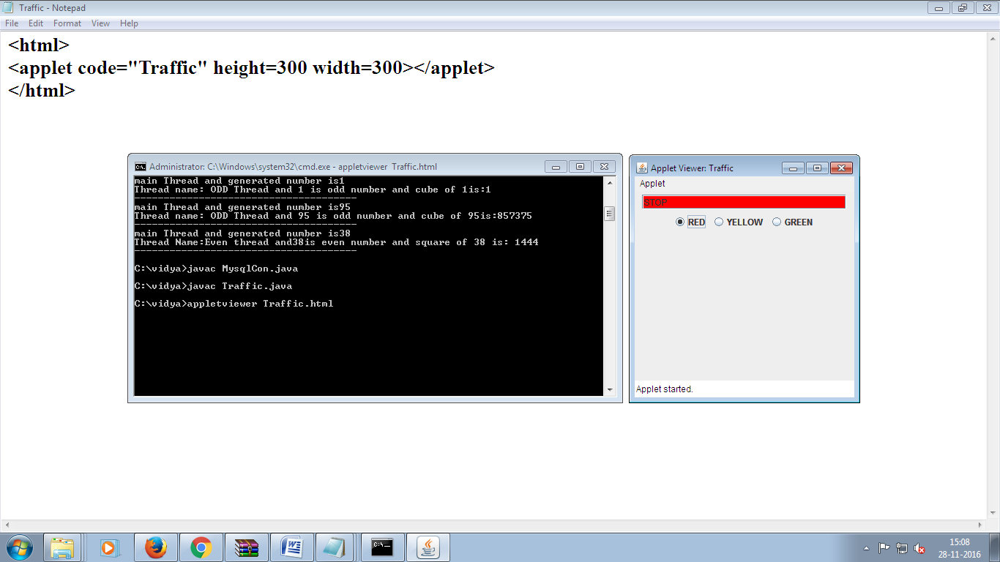 Traffic - Notepad
File Edit Format View Help
<html>
<applet code="Traffic" height=300 width=300></applet>
</html>
Administrator: C:\Windows\system32\cmd.exe - appletviewer Traffic.html
main Thread and generated number is1
Thread name: ODD Thread and 1 is odd number and cube of 1is:1
--------------------------------------
main Thread and generated number is95
Thread name: ODD Thread and 95 is odd number and cube of 95is:857375
--------------------------------------
main Thread and generated number is38
Thread Name:Even thread and38is even number and square of 38 is: 1444
--------------------------------------
C:\vidya>javac MysqlCon.java
C:\vidya>javac Traffic.java
C:\vidya>appletviewer Traffic.html
Applet Viewer: Traffic
Applet
STOP
RED YELLOW GREEN
Applet started.
C:\.
15:08
28-11-2016